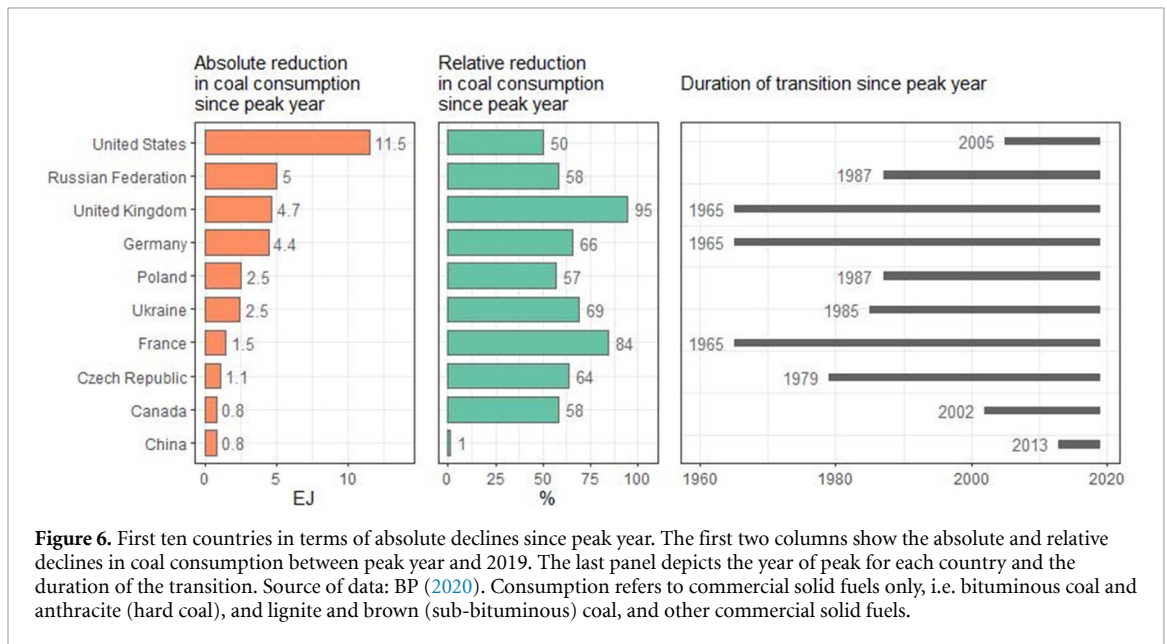 Absolute reduction
in coal consumption
since peak year
Relative reduction
in coal consumption
since peak year
Duration of transition since peak year
United States 11.5 50 2005
Russian Federation 5 58 1987
United Kingdom 4.7 95 1965
Germany 4.4 66 1965
Poland 2.5 57 1987
Ukraine 2.5 69 1985
France 1.5 84 1965
Czech Republic 1.1 64 1979
Canada 0.8 58 2002
China 0.8 1 2013
0 5 10 0 25 50 75 100 1960 1980 2000 2020
EJ %
Figure 6. First ten countries in terms of absolute declines since peak year. The first two columns show the absolute and relative
declines in coal consumption between peak year and 2019. The last panel depicts the year of peak for each country and the
duration of the transition. Source of data: BP (2020). Consumption refers to commercial solid fuels only, i.e. bituminous coal and
anthracite (hard coal), and lignite and brown (sub-bituminous) coal, and other commercial solid fuels.